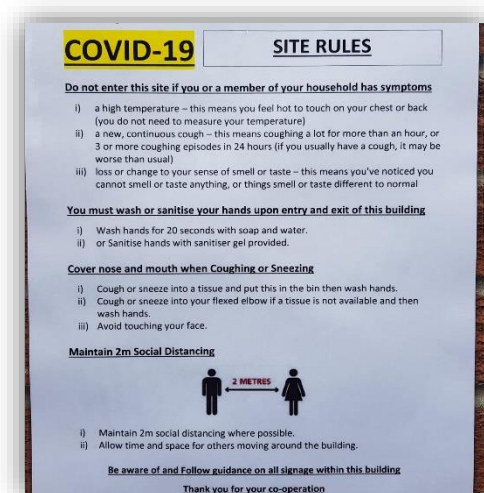 COVID-19
SITE RULES
Do not enter this site if you or a member of your household has symptoms
i) a high temperature – this means you feel hot to touch on your chest or back
(you do not need to measure your temperature)
ii) a new, continuous cough – this means coughing a lot for more than an hour, or
3 or more coughing episodes in 24 hours (if you usually have a cough, it may be
worse than usual)
iii) loss or change to your sense of smell or taste – this means you've noticed you
cannot smell or taste anything, or things smell or taste different to normal
You must wash or sanitise your hands upon entry and exit of this building
i) Wash hands for 20 seconds with soap and water.
ii) or Sanitise hands with sanitiser gel provided.
Cover nose and mouth when Coughing or Sneezing
i) Cough or sneeze into a tissue and put this in the bin then wash hands.
ii) Cough or sneeze into your flexed elbow if a tissue is not available and then
wash hands.
iii) Avoid touching your face.
Maintain 2m Social Distancing
2 METRES
i) Maintain 2m social distancing where possible.
ii) Allow time and space for others moving around the building.
Be aware of and Follow guidance on all signage within this building
Thank you for your co-operation